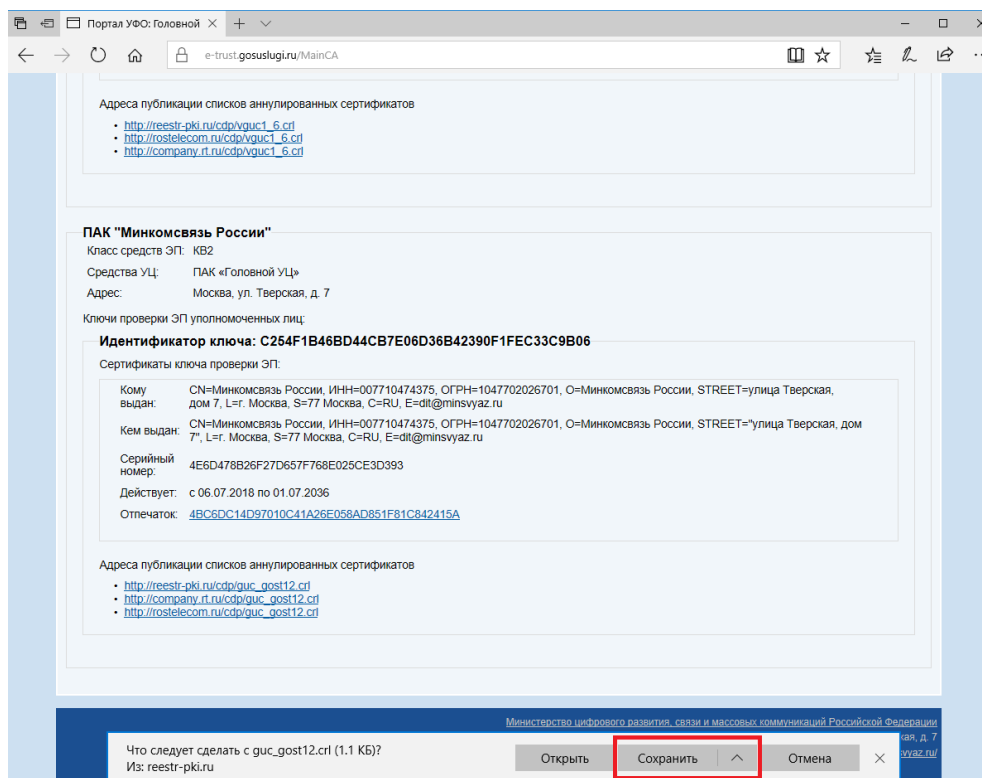 Портал УФО: Головной
e-trust.gosuslugi.ru/MainCA
Адреса публикации списков аннулированных сертификатов
• http://reestr-pki.ru/cdp/vguc1_6.crl
• http://rostelecom.ru/cdp/vguc1_6.crl
• http://company.rt.ru/cdp/vguc1_6.crl
ПАК "Минкомсвязь России"
Класс средств ЭП: КВ2
Средства УЦ: ПАК «Головной УЦ»
Адрес: Москва, ул. Тверская, д. 7
Ключи проверки ЭП уполномоченных лиц:
Идентификатор ключа: C254F1B46BD44CB7E06D36B42390F1FEC33C9B06
Сертификаты ключа проверки ЭП:
Кому выдан: CN=Минкомсвязь России, ИНН=007710474375, ОГРН=1047702026701, O=Минкомсвязь России, STREET=улица Тверская,
дом 7, L=г. Москва, S=77 Москва, C=RU, E=dit@minsvyaz.ru
Кем выдан: CN=Минкомсвязь России, ИНН=007710474375, ОГРН=1047702026701, O=Минкомсвязь России, STREET="улица Тверская, дом
7", L=г. Москва, S=77 Москва, C=RU, E=dit@minsvyaz.ru
Серийный номер: 4E6D478B26F27D657F768E025CE3D393
Действует: с 06.07.2018 по 01.07.2036
Отпечаток: 4BC6DC14D97010C41A26E058AD851F81C842415A
Адреса публикации списков аннулированных сертификатов
• http://reestr-pki.ru/cdp/guc_gost12.crl
• http://company.rt.ru/cdp/guc_gost12.crl
• http://rostelecom.ru/cdp/guc_gost12.crl
Министерство цифрового развития, связи и массовых коммуникаций Российской Федерации
кая, д. 7
svyaz.ru/
Что следует сделать с guc_gost12.crl (1.1 КБ)?
Из: reestr-pki.ru
Открыть
Сохранить
Отмена